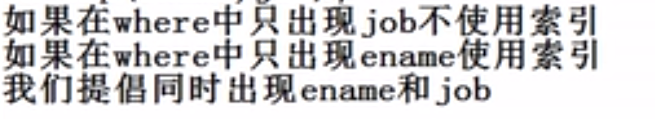 如果在where中只出现job不使用索引
如果在where中只出现ename使用索引
我们提倡同时出现ename和job